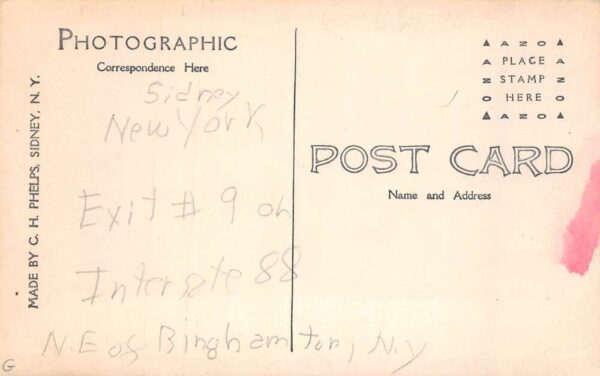 PHOTOGRAPHIC
Correspondence Here
MADE BY C. H. PHELPS, SIDNEY, N. Y.
Sidney
New York
Exit # 9 on
Interstate 88
N.E of Binghamton, N.Y
▲ A Z O ▲
A PLACE A
Z STAMP Z
O HERE O
▲ A Z O ▲
POST CARD
Name and Address
G